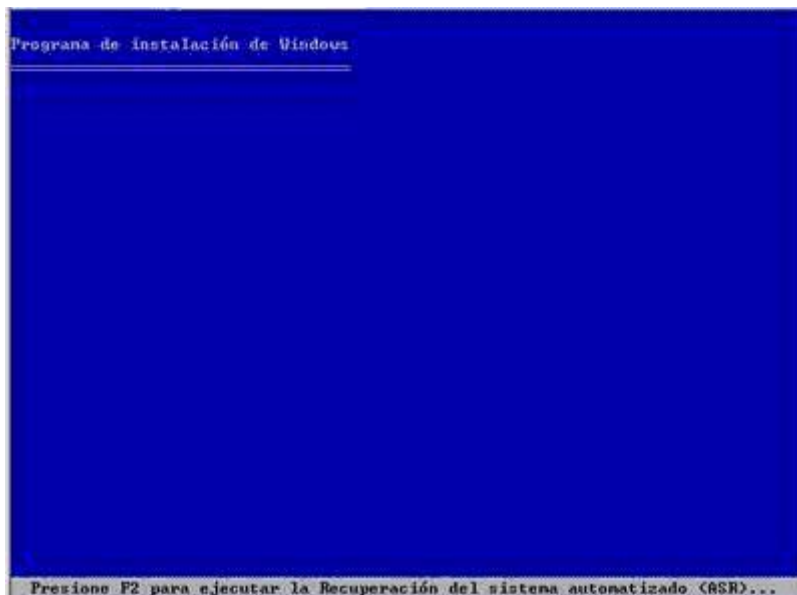 Programa de instalación de Windows
Presione F2 para ejecutar la Recuperación del sistema automatizado (ASR)...